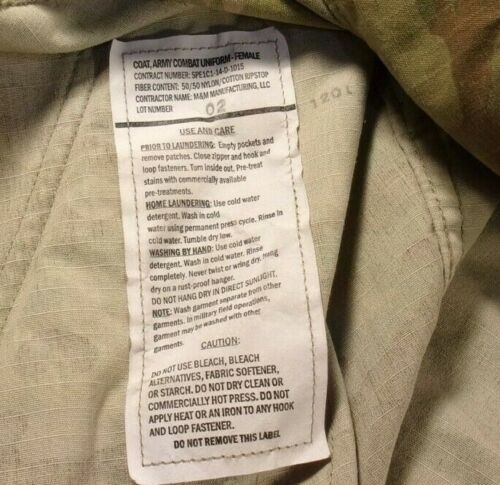 COAT, ARMY COMBAT UNIFORM - FEMALE
CONTRACT NUMBER: SPE1C1-14-D-1015
FIBER CONTENT: 50/50 NYLON/COTTON RIPSTOP
CONTRACTOR NAME: M&M MANUFACTURING, LLC
LOT NUMBER 02
1201
USE AND CARE
PRIOR TO LAUNDERING: Empty pockets and
remove patches. Close zipper and hook and
loop fasteners. Turn inside out. Pre-treat
stains with commercially available
pre-treatments.
HOME LAUNDERING: Use cold water
detergent. Wash in cold
water using permanent press cycle. Rinse in
cold water. Tumble dry low.
WASHING BY HAND: Use cold water
detergent. Wash in cold water. Rinse
completely. Never twist or wring dry. Hang
dry on a rust-proof hanger.
DO NOT HANG DRY IN DIRECT SUNLIGHT.
NOTE: Wash garment separate from other
garments. In military field operations,
garment may be washed with other
garments.
CAUTION:
DO NOT USE BLEACH, BLEACH
ALTERNATIVES, FABRIC SOFTENER,
OR STARCH. DO NOT DRY CLEAN OR
COMMERCIALLY HOT PRESS. DO NOT
APPLY HEAT OR AN IRON TO ANY HOOK
AND LOOP FASTENER.
DO NOT REMOVE THIS LABEL